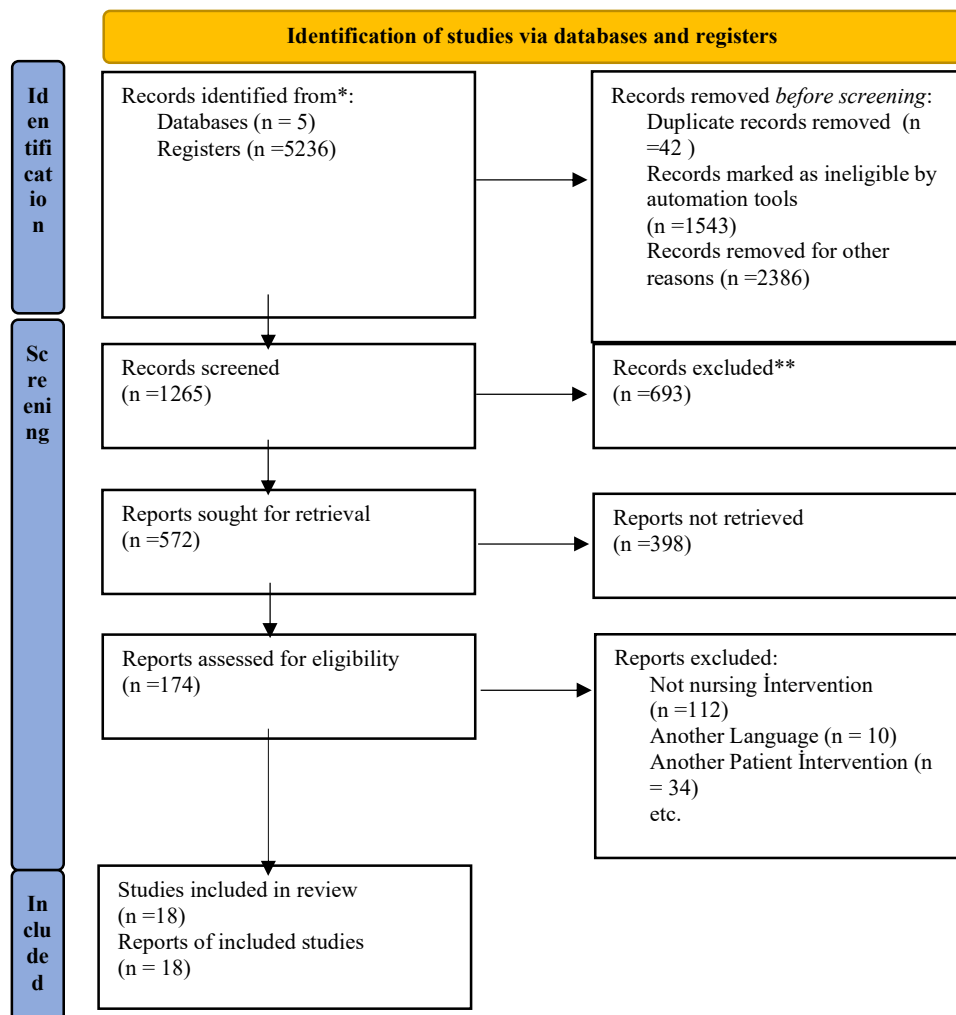 Identification of studies via databases and registers
Id
en
tifi
cat
io
n
Records identified from*:
Databases (n = 5)
Registers (n =5236)
Records removed before screening:
Duplicate records removed  (n
=42 )
Records marked as ineligible by
automation tools
(n =1543)
Records removed for other
reasons (n =2386)
Sc
re
eni
ng
Records screened
(n =1265)
Records excluded**
(n =693)
Reports sought for retrieval
(n =572)
Reports not retrieved
(n =398)
Reports assessed for eligibility
(n =174)
Reports excluded:
Not nursing İntervention
(n =112)
Another Language (n = 10)
Another Patient İntervention (n
= 34)
etc.
In
clu
de
d
Studies included in review
(n =18)
Reports of included studies
(n = 18)